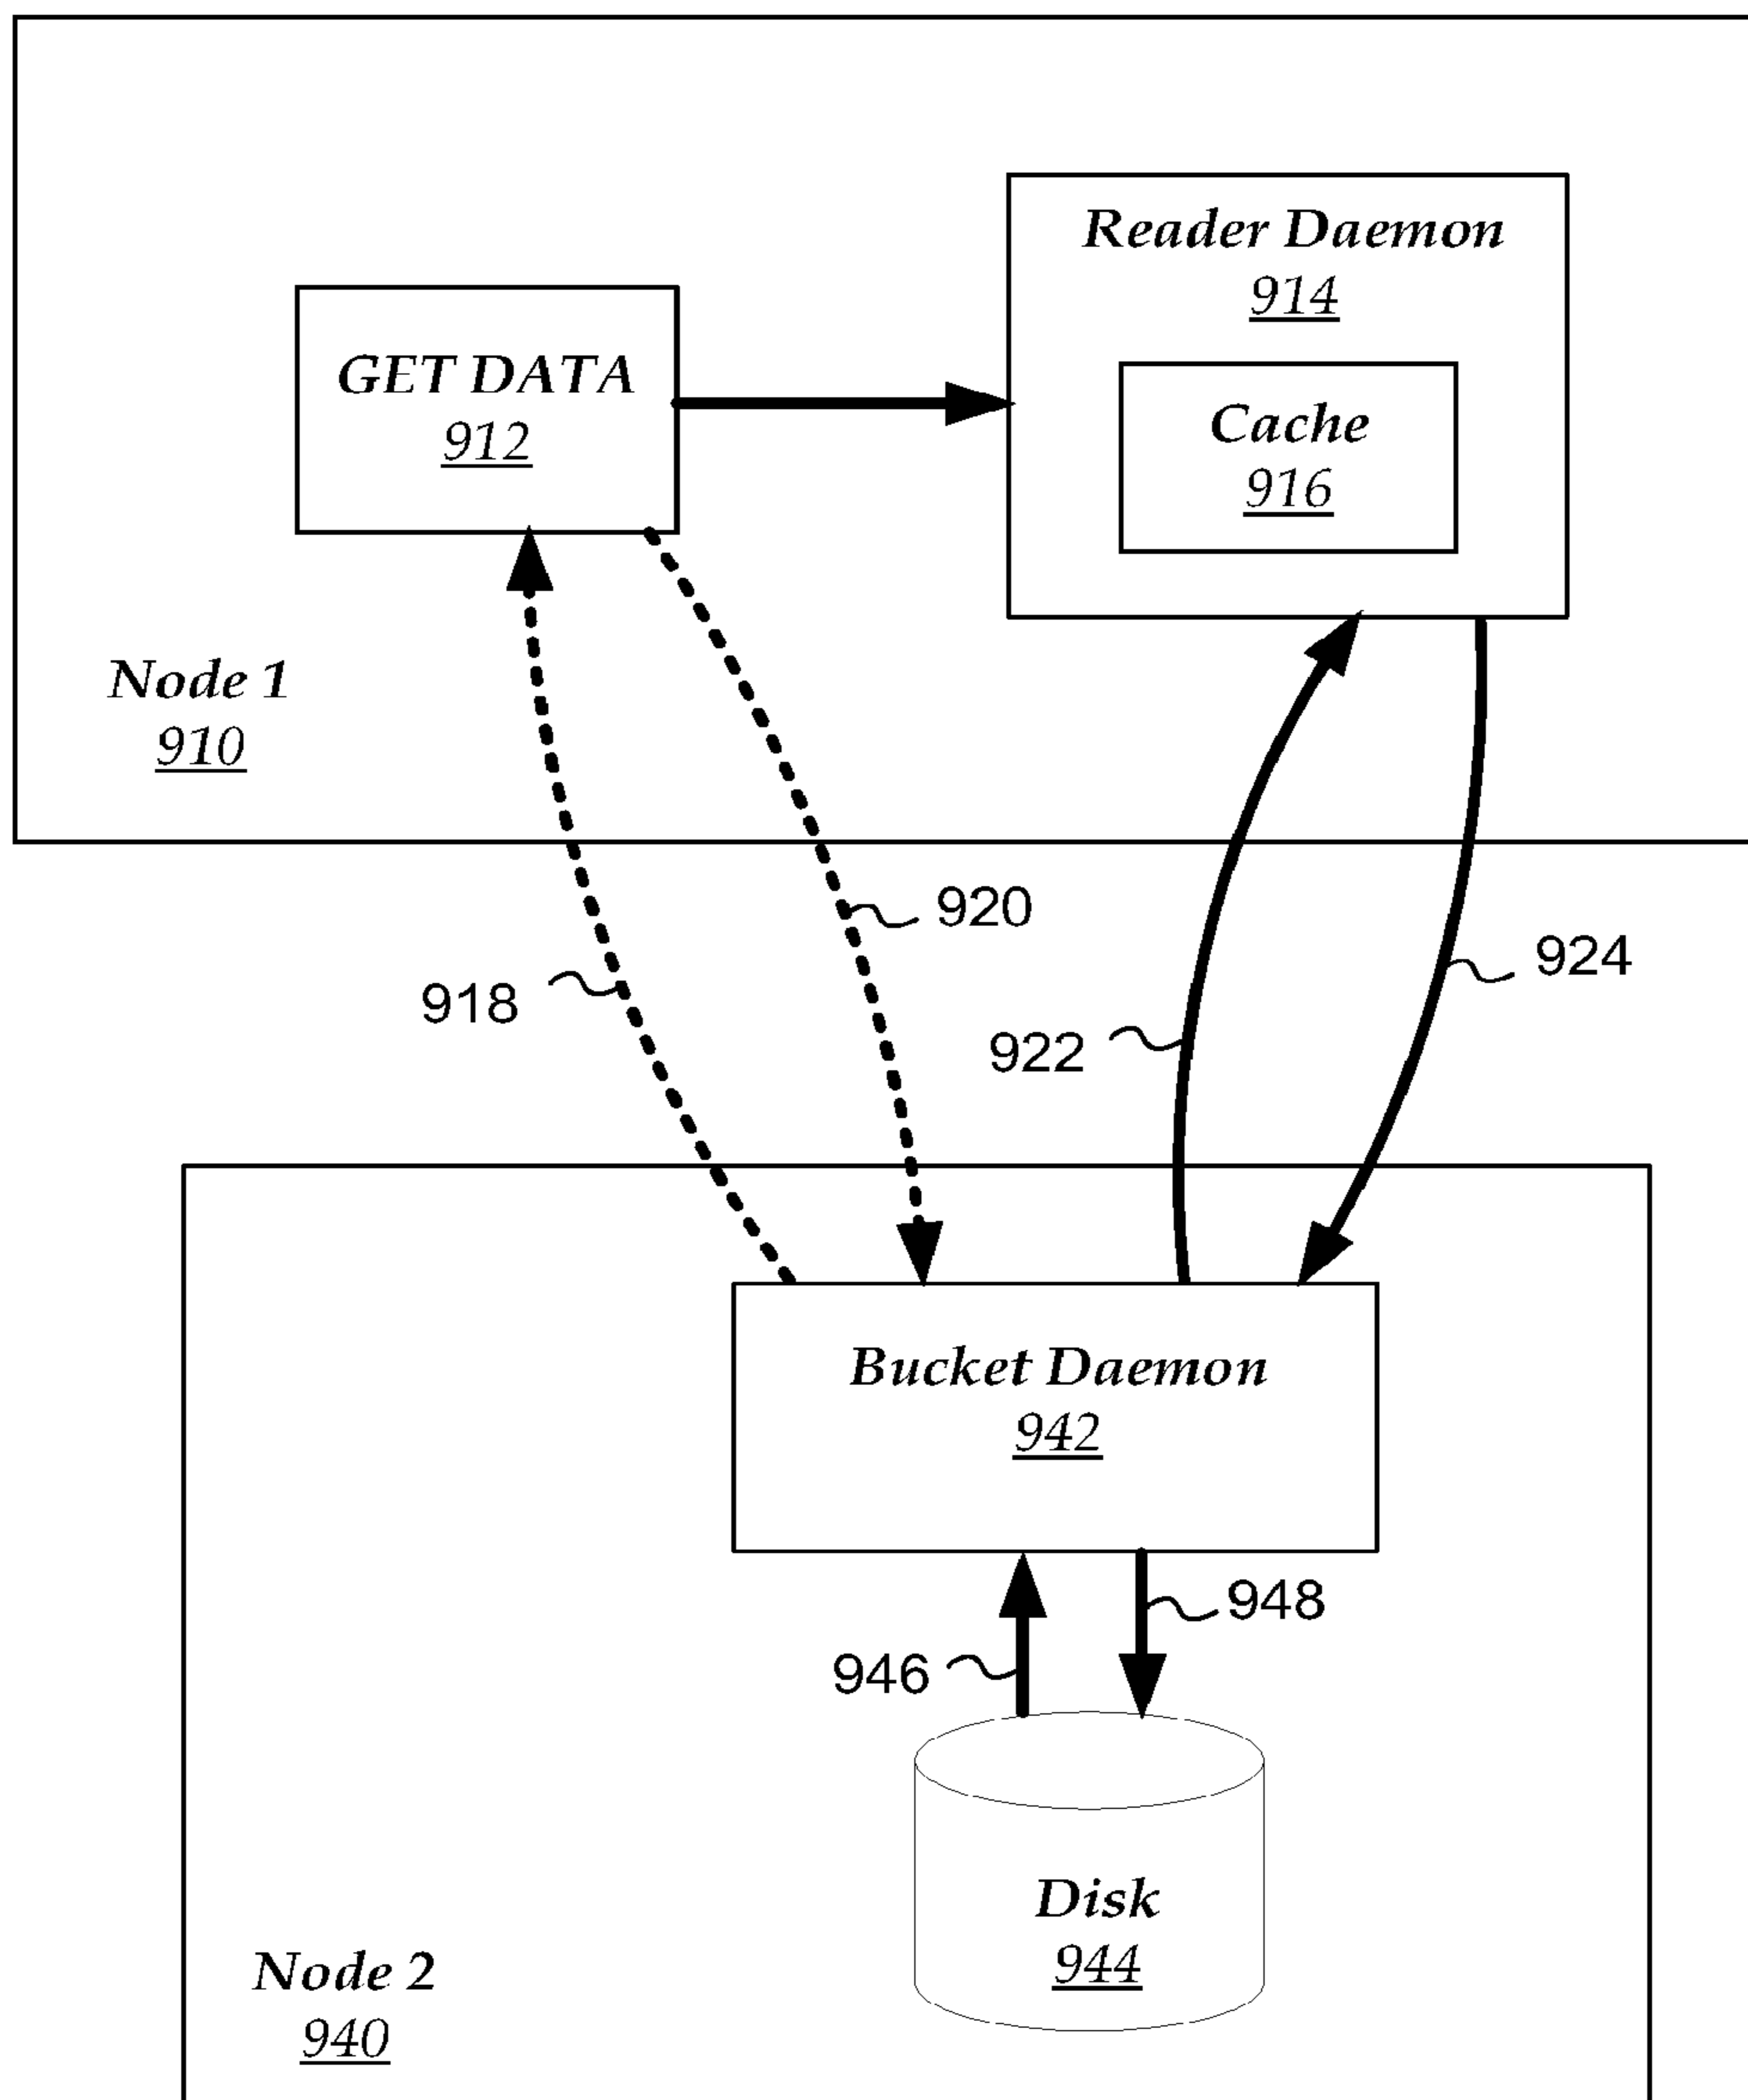 Reader Daemon
914
GET DATA
912
Cache
916
Node 1
910
920
924
918
922
Bucket Daemon
942
948
946
Disk
944
Node 2
940